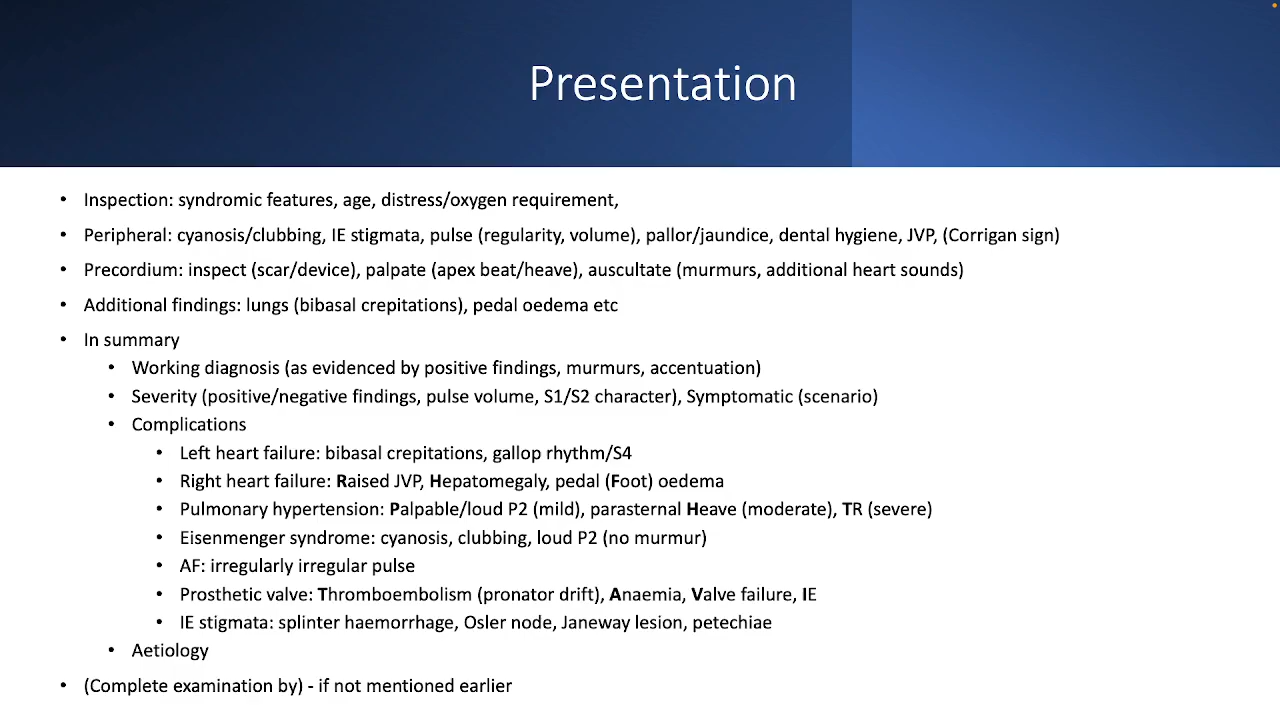 Presentation
• Inspection: syndromic features, age, distress/oxygen requirement,
• Peripheral: cyanosis/clubbing, IE stigmata, pulse (regularity, volume), pallor/jaundice, dental hygiene, JVP, (Corrigan sign)
• Precordium: inspect (scar/device), palpate (apex beat/heave), auscultate (murmurs, additional heart sounds)
• Additional findings: lungs (bibasal crepitations), pedal oedema etc
• In summary
• Working diagnosis (as evidenced by positive findings, murmurs, accentuation)
• Severity (positive/negative findings, pulse volume, S1/S2 character), Symptomatic (scenario)
• Complications
• Left heart failure: bibasal crepitations, gallop rhythm/S4
• Right heart failure: Raised JVP, Hepatomegaly, pedal (Foot) oedema
• Pulmonary hypertension: Palpable/loud P2 (mild), parasternal Heave (moderate), TR (severe)
• Eisenmenger syndrome: cyanosis, clubbing, loud P2 (no murmur)
• AF: irregularly irregular pulse
• Prosthetic valve: Thromboembolism (pronator drift), Anaemia, Valve failure, IE
• IE stigmata: splinter haemorrhage, Osler node, Janeway lesion, petechiae
• Aetiology
• (Complete examination by) - if not mentioned earlier